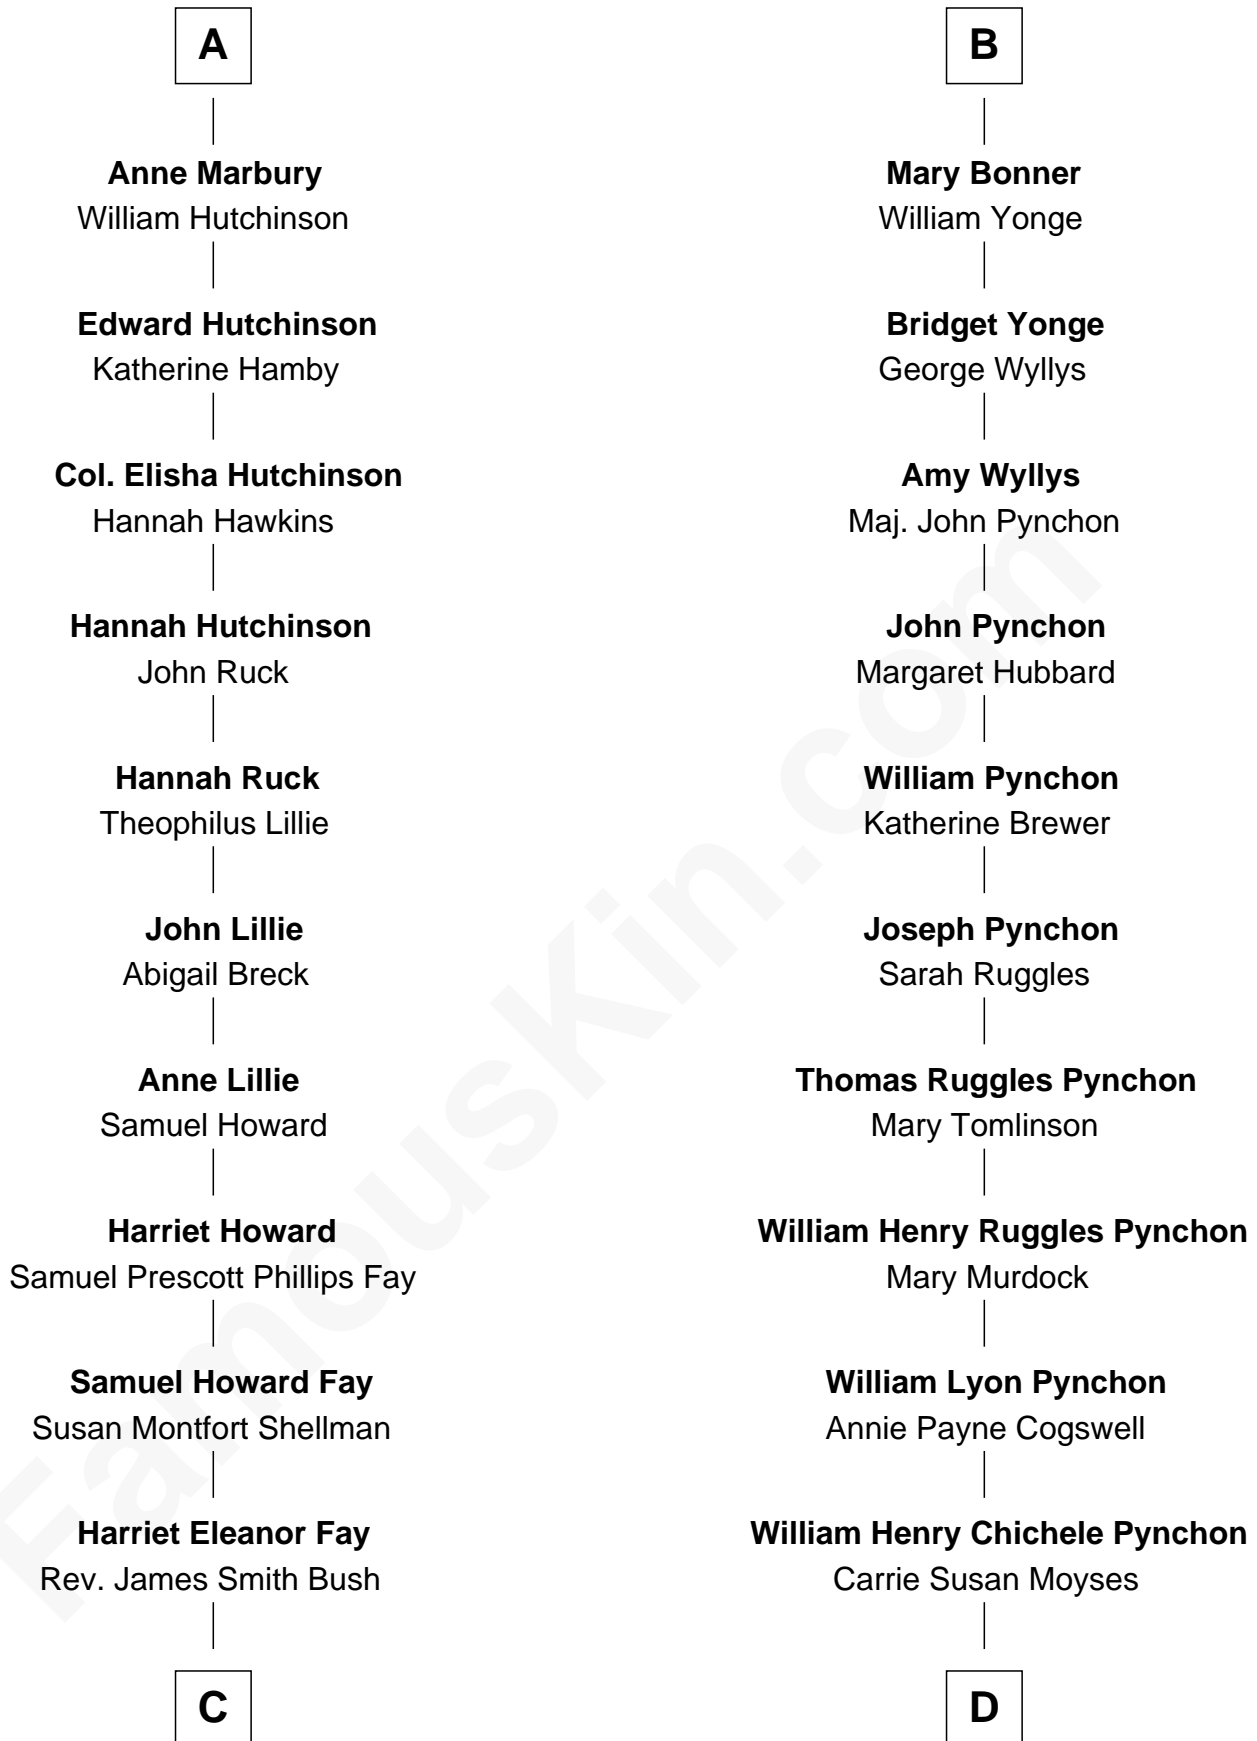 A
Anne Marbury
William Hutchinson
Edward Hutchinson
Katherine Hamby
Col. Elisha Hutchinson
Hannah Hawkins
Hannah Hutchinson
John Ruck
Hannah Ruck
Theophilus Lillie
John Lillie
Abigail Breck
Anne Lillie
Samuel Howard
Harriet Howard
Samuel Prescott Phillips Fay
Samuel Howard Fay
Susan Montfort Shellman
Harriet Eleanor Fay
Rev. James Smith Bush
C
B
Mary Bonner
William Yonge
Bridget Yonge
George Wyllys
Amy Wyllys
Maj. John Pynchon
John Pynchon
Margaret Hubbard
William Pynchon
Katherine Brewer
Joseph Pynchon
Sarah Ruggles
Thomas Ruggles Pynchon
Mary Tomlinson
William Henry Ruggles Pynchon
Mary Murdock
William Lyon Pynchon
Annie Payne Cogswell
William Henry Chichele Pynchon
Carrie Susan Moyses
D
FamousKin.com